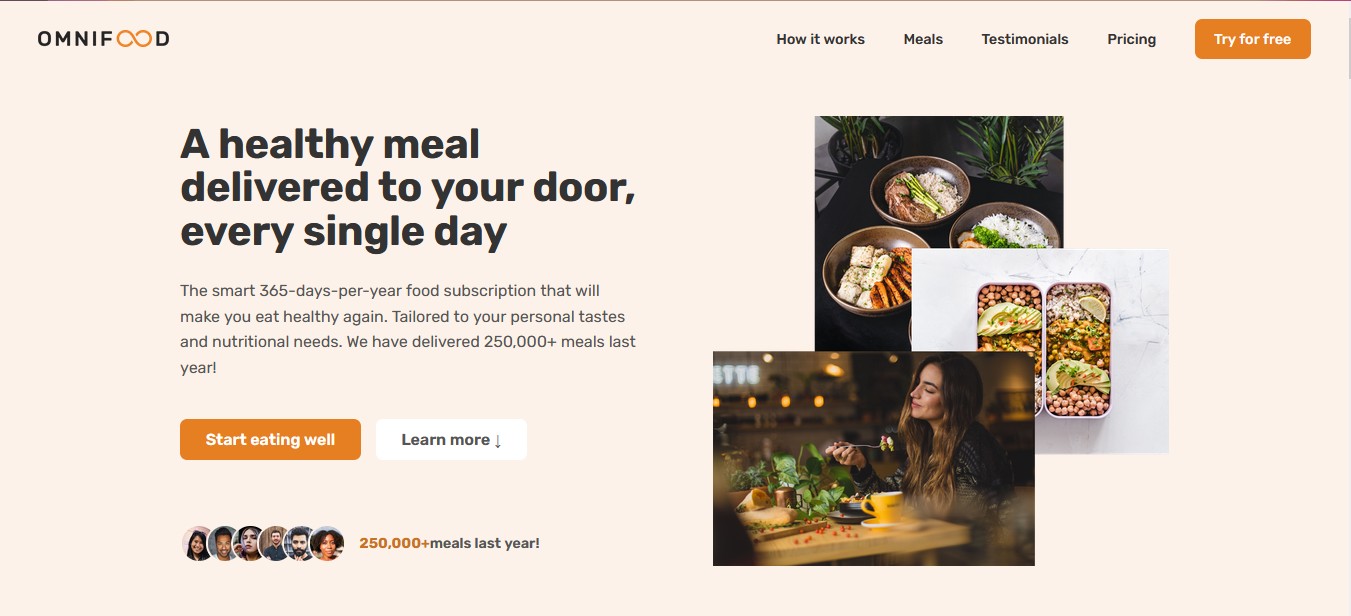 OMNIFOOD
How it works
Meals
Testimonials
Pricing
Try for free
A healthy meal
delivered to your door,
every single day
The smart 365-days-per-year food subscription that will
make you eat healthy again. Tailored to your personal tastes
and nutritional needs. We have delivered 250,000+ meals last
year!
Start eating well
Learn more ↓
250,000+meals last year!